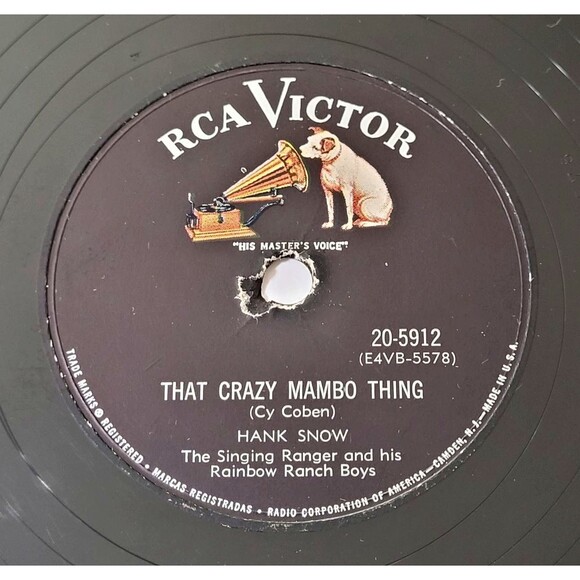 RCA VICTOR
"HIS MASTER'S VOICE"
20-5912
(E4VB-5578)
THAT CRAZY MAMBO THING
(Cy Coben)
HANK SNOW
The Singing Ranger and his
Rainbow Ranch Boys
TRADE MARKS ® REGISTERED. • MARCAS REGISTRADAS • RADIO CORPORATION OF AMERICA—CAMDEN, N.J.—MADE IN U.S.A.